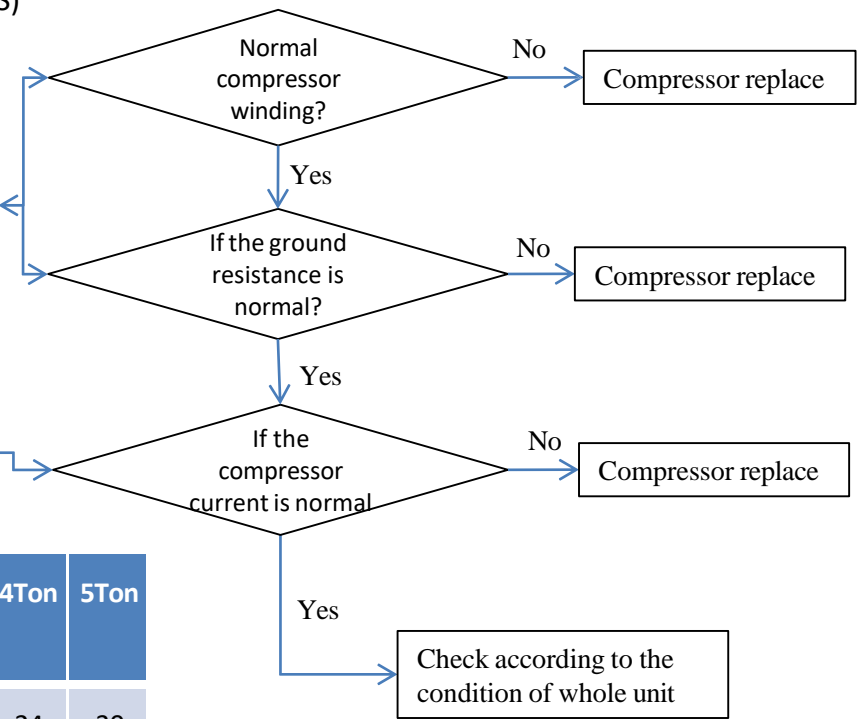 S)
Normal
compressor
winding?
No
Compressor replace
Yes
If the ground
resistance is
normal?
No
Compressor replace
Yes
If the
compressor
current is normal
No
Compressor replace
4Ton 5Ton
Yes
Check according to the
condition of whole unit